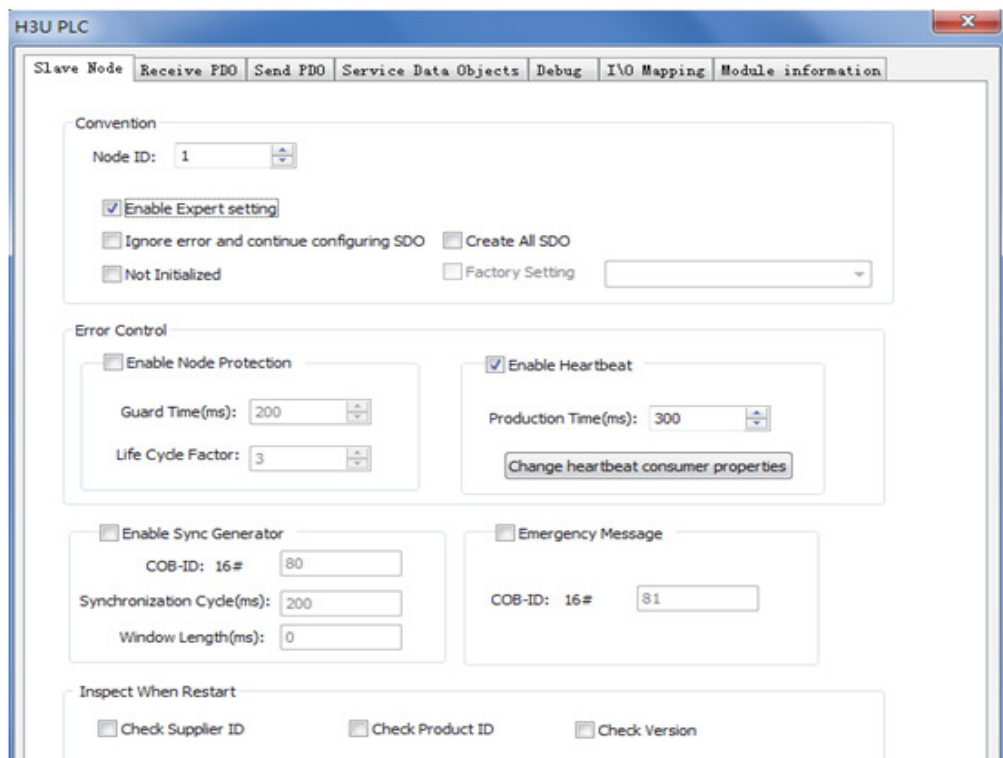 H3U PLC
Slave Node Receive PDO Send PDO Service Data Objects Debug I\O Mapping Module information
Convention
Node ID: 1
Enable Expert setting
Ignore error and continue configuring SDO Create All SDO
Not Initialized Factory Setting
Error Control
Enable Node Protection Enable Heartbeat
Guard Time(ms): 200 Production Time(ms): 300
Life Cycle Factor: 3 Change heartbeat consumer properties
Enable Sync Generator Emergency Message
COB-ID: 16# 80
Synchronization Cycle(ms): 200 COB-ID: 16# 81
Window Length(ms): 0
Inspect When Restart
Check Supplier ID Check Product ID Check Version